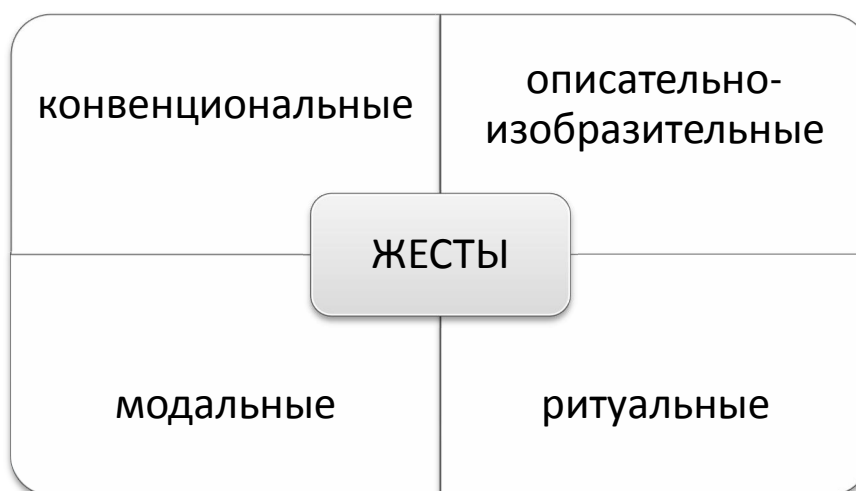 конвенциональные
описательно-
изобразительные
ЖЕСТЫ
модальные
ритуальные